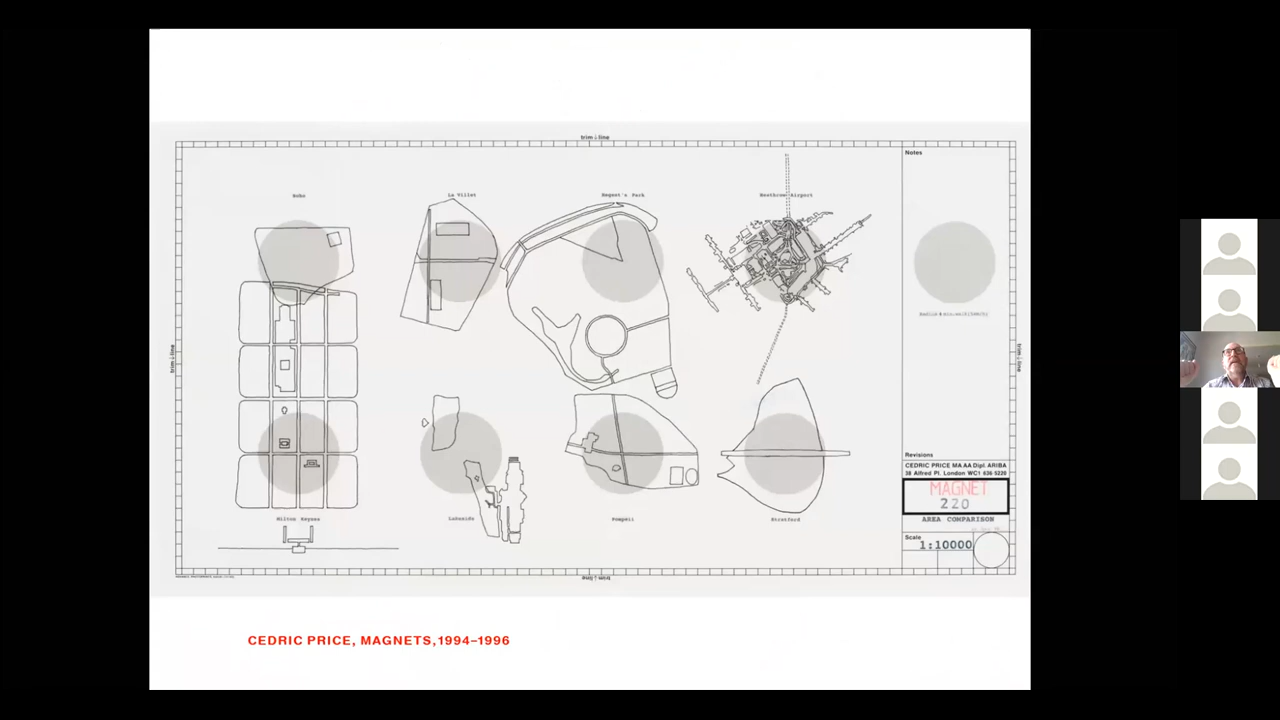 trim line
Notes
Soho
La Villet
Regent's Park
Heathrow Airport
trim line
trim line
Revisions
CEDRIC PRICE MA.AA Dipl. ARIBA
38 Alfred Pl. London WC1 636 5220
MAGNET
220
Milton Keynes
Lakeside
Pompeii
Stratford
AREA COMPARISON
Scale
1:10000
trim line
CEDRIC PRICE, MAGNETS, 1994–1996